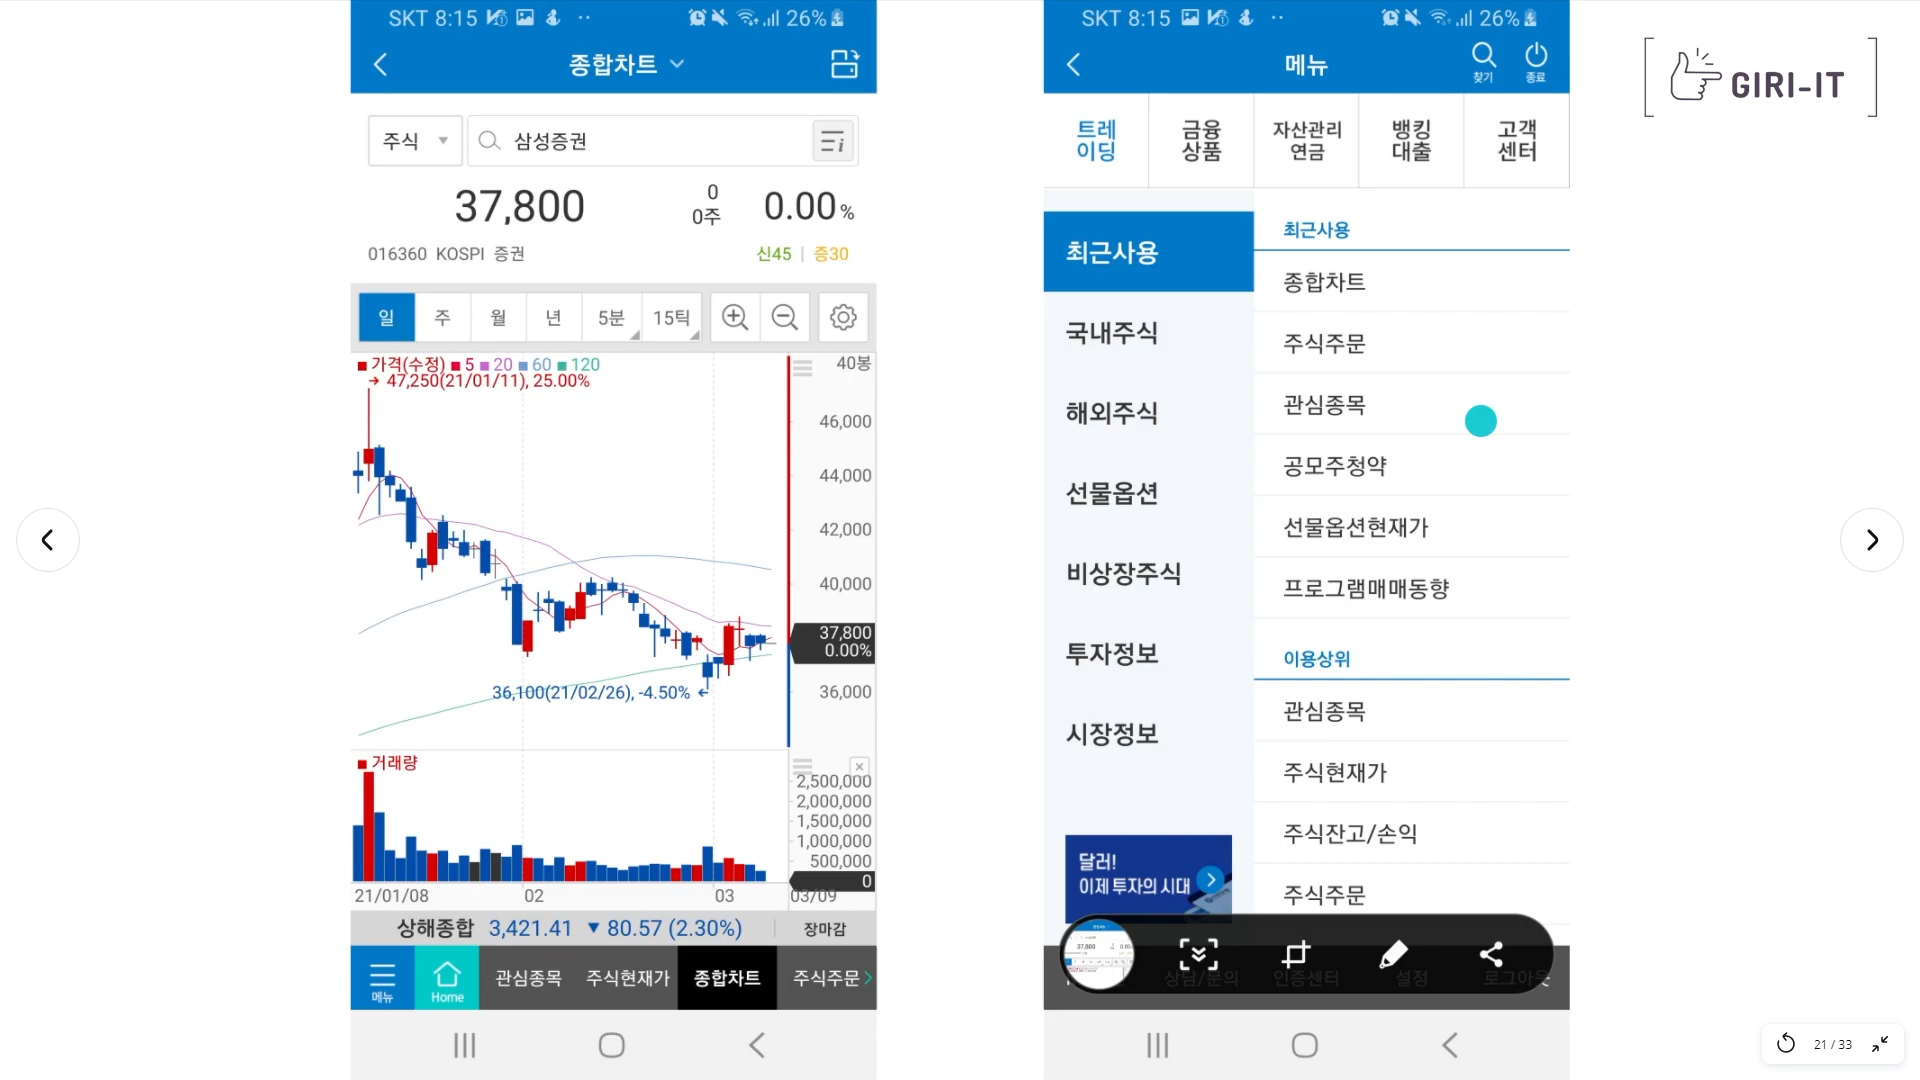 SKT 8:15
26%
종합차트
주식
삼성증권
37,800
0
0주
0.00 %
016360 KOSPI 증권
신45 | 증30
일
주
월
년
5분
15틱
가격(수정) 5 20 60 120
47,250(21/01/11), 25.00%
40봉
46,000
44,000
42,000
40,000
37,800
0.00%
36,000
36,100(21/02/26), -4.50%
거래량
2,500,000
2,000,000
1,500,000
1,000,000
500,000
0
21/01/08
02
03
03/09
상해종합 3,421.41 ▼ 80.57 (2.30%)
장마감
메뉴
Home
관심종목
주식현재가
종합차트
주식주문
SKT 8:15
26%
메뉴
찾기
종료
트레
이딩
금융
상품
자산관리
연금
뱅킹
대출
고객
센터
최근사용
국내주식
해외주식
선물옵션
비상장주식
투자정보
시장정보
달러!
이제 투자의 시대
최근사용
종합차트
주식주문
관심종목
공모주청약
선물옵션현재가
프로그램매매동향
이용상위
관심종목
주식현재가
주식잔고/손익
주식주문
상담/문의
인증센터
설정
로그아웃
GIRI-IT
21 / 33